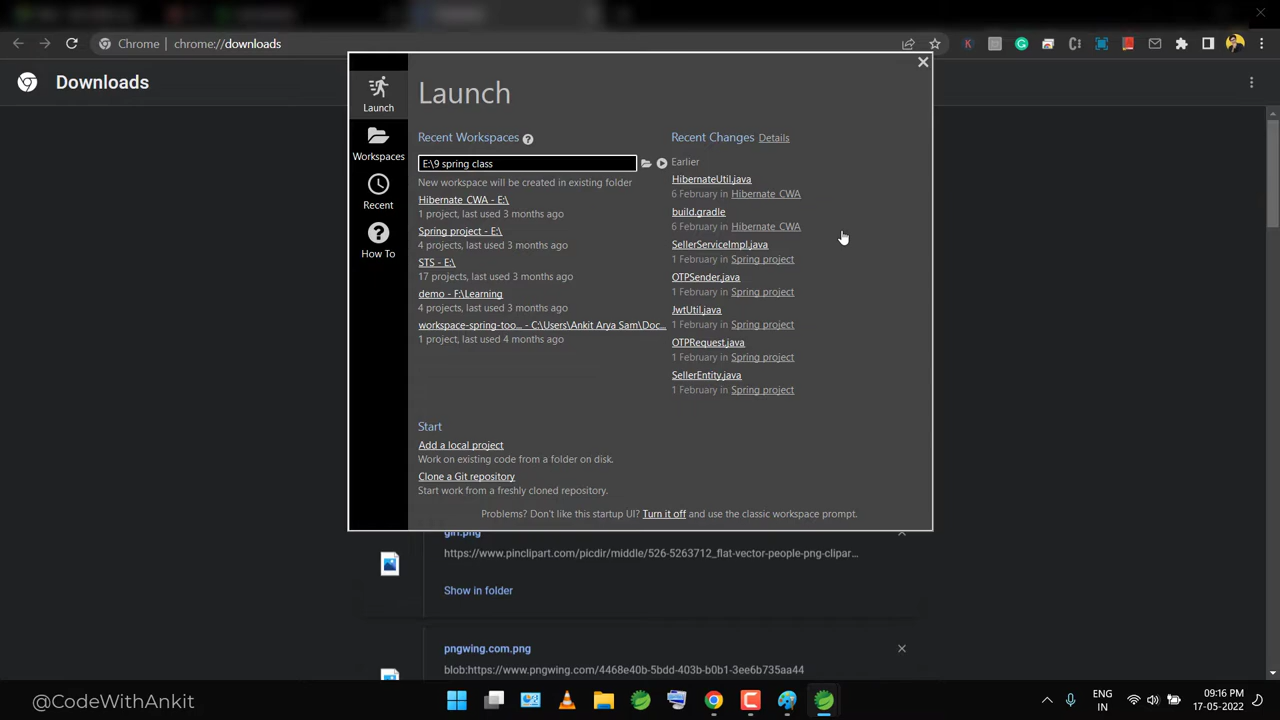 Chrome | chrome://downloads
Downloads
Launch
Workspaces
Recent
How To
Launch
Recent Workspaces
E:\9 spring class
New workspace will be created in existing folder
Hibernate CWA - E:\
1 project, last used 3 months ago
Spring project - E:\
4 projects, last used 3 months ago
STS - E:\
17 projects, last used 3 months ago
demo - F:\Learning
4 projects, last used 3 months ago
workspace-spring-too... - C:\Users\Ankit Arya Sam\Doc...
1 project, last used 4 months ago
Recent Changes Details
Earlier
HibernateUtil.java
6 February in Hibernate CWA
build.gradle
6 February in Hibernate CWA
SellerServiceImpl.java
1 February in Spring project
OTPSender.java
1 February in Spring project
JwtUtil.java
1 February in Spring project
OTPRequest.java
1 February in Spring project
SellerEntity.java
1 February in Spring project
Start
Add a local project
Work on existing code from a folder on disk.
Clone a Git repository
Start work from a freshly cloned repository.
Problems? Don't like this startup UI? Turn it off and use the classic workspace prompt.
girl.png
https://www.pinclipart.com/picdir/middle/526-5263712_flat-vector-people-png-clipar...
Show in folder
pngwing.com.png
blob:https://www.pngwing.com/4468e40b-5bdd-403b-b0b1-3ee6b735aa44
@CodeWithAnkit
ENG
IN
09:16 PM
17-05-2022